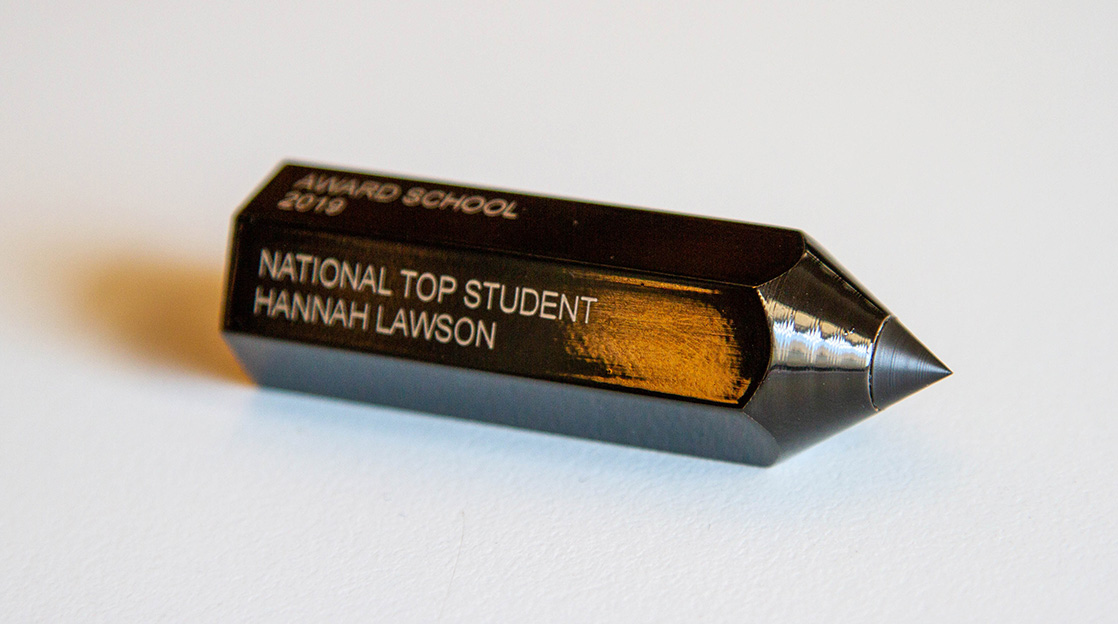 AWARD SCHOOL
2019
NATIONAL TOP STUDENT
HANNAH LAWSON